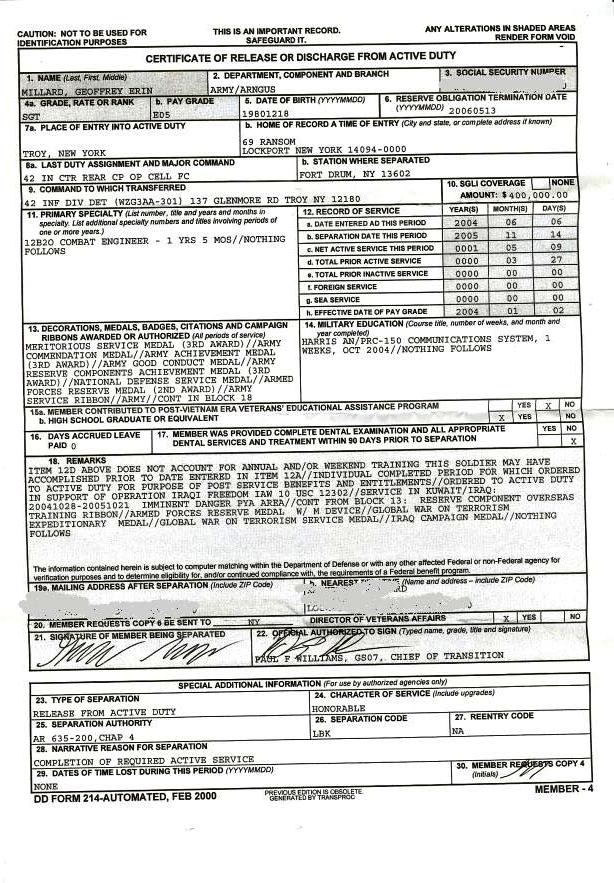 CAUTION: NOT TO BE USED FOR IDENTIFICATION PURPOSES
THIS IS AN IMPORTANT RECORD. SAFEGUARD IT.
ANY ALTERATIONS IN SHADED AREAS RENDER FORM VOID
CERTIFICATE OF RELEASE OR DISCHARGE FROM ACTIVE DUTY
1. NAME (Last, First, Middle)
MILLARD, GEOFFREY ERIN
2. DEPARTMENT, COMPONENT AND BRANCH
ARMY/ARNGUS
3. SOCIAL SECURITY NUMBER
4a. GRADE, RATE OR RANK
SGT
b. PAY GRADE
E05
5. DATE OF BIRTH (YYYYMMDD)
19801218
6. RESERVE OBLIGATION TERMINATION DATE
(YYYYMMDD) 20060513
7a. PLACE OF ENTRY INTO ACTIVE DUTY
TROY, NEW YORK
b. HOME OF RECORD A TIME OF ENTRY (City and state, or complete address if known)
69 RANSOM
LOCKPORT NEW YORK 14094-0000
8a. LAST DUTY ASSIGNMENT AND MAJOR COMMAND
42 IN CTR REAR CP OP CELL FC
b. STATION WHERE SEPARATED
FORT DRUM, NY 13602
9. COMMAND TO WHICH TRANSFERRED
42 INF DIV DET (WZG3AA-301) 137 GLENMORE RD TROY NY 12180
10. SGLI COVERAGE NONE
AMOUNT: $ 400,000.00
11. PRIMARY SPECIALTY (List number, title and years and months in
specialty. List additional specialty numbers and titles involving periods of
one or more years.)
12B20 COMBAT ENGINEER - 1 YRS 5 MOS//NOTHING
FOLLOWS
12. RECORD OF SERVICE YEAR(S) MONTH(S) DAY(S)
a. DATE ENTERED AD THIS PERIOD 2004 06 06
b. SEPARATION DATE THIS PERIOD 2005 11 14
c. NET ACTIVE SERVICE THIS PERIOD 0001 05 09
d. TOTAL PRIOR ACTIVE SERVICE 0000 03 27
e. TOTAL PRIOR INACTIVE SERVICE 0000 00 00
f. FOREIGN SERVICE 0000 00 00
g. SEA SERVICE 0000 00 00
h. EFFECTIVE DATE OF PAY GRADE 2004 01 02
13. DECORATIONS, MEDALS, BADGES, CITATIONS AND CAMPAIGN
RIBBONS AWARDED OR AUTHORIZED (All periods of service)
MERITORIOUS SERVICE MEDAL (3RD AWARD)//ARMY
COMMENDATION MEDAL//ARMY ACHIEVEMENT MEDAL
(3RD AWARD)//ARMY GOOD CONDUCT MEDAL//ARMY
RESERVE COMPONENTS ACHIEVEMENT MEDAL (3RD
AWARD)//NATIONAL DEFENSE SERVICE MEDAL//ARMED
FORCES RESERVE MEDAL (2ND AWARD)//ARMY
SERVICE RIBBON//ARMY//CONT IN BLOCK 18
14. MILITARY EDUCATION (Course title, number of weeks, and month and
year completed)
HARRIS AN/PRC-150 COMMUNICATIONS SYSTEM, 1
WEEKS, OCT 2004//NOTHING FOLLOWS
15a. MEMBER CONTRIBUTED TO POST-VIETNAM ERA VETERANS' EDUCATIONAL ASSISTANCE PROGRAM YES X NO
b. HIGH SCHOOL GRADUATE OR EQUIVALENT X YES NO
16. DAYS ACCRUED LEAVE
PAID 0
17. MEMBER WAS PROVIDED COMPLETE DENTAL EXAMINATION AND ALL APPROPRIATE
DENTAL SERVICES AND TREATMENT WITHIN 90 DAYS PRIOR TO SEPARATION
YES NO
X
18. REMARKS
ITEM 12D ABOVE DOES NOT ACCOUNT FOR ANNUAL AND/OR WEEKEND TRAINING THIS SOLDIER MAY HAVE
ACCOMPLISHED PRIOR TO DATE ENTERED IN ITEM 12A//INDIVIDUAL COMPLETED PERIOD FOR WHICH ORDERED
TO ACTIVE DUTY FOR PURPOSE OF POST SERVICE BENEFITS AND ENTITLEMENTS//ORDERED TO ACTIVE DUTY
IN SUPPORT OF OPERATION IRAQI FREEDOM IAW 10 USC 12302//SERVICE IN KUWAIT/IRAQ:
20041028-20051021 IMMINENT DANGER PYA AREA//CONT FROM BLOCK 13: RESERVE COMPONENT OVERSEAS
TRAINING RIBBON//ARMED FORCES RESERVE MEDAL W/ M DEVICE//GLOBAL WAR ON TERRORISM
EXPEDITIONARY MEDAL//GLOBAL WAR ON TERRORISM SERVICE MEDAL//IRAQ CAMPAIGN MEDAL//NOTHING
FOLLOWS
The information contained herein is subject to computer matching within the Department of Defense or with any other affected Federal or non-Federal agency for
verification purposes and to determine eligibility for, and/or continued compliance with, the requirements of a Federal benefit program.
19a. MAILING ADDRESS AFTER SEPARATION (Include ZIP Code)
b. NEAREST (Name and address - include ZIP Code)
20. MEMBER REQUESTS COPY 6 BE SENT TO NY DIRECTOR OF VETERANS AFFAIRS X YES NO
21. SIGNATURE OF MEMBER BEING SEPARATED
22. OFFICIAL AUTHORIZED TO SIGN (Typed name, grade, title and signature)
PAUL F WILLIAMS, GS07, CHIEF OF TRANSITION
SPECIAL ADDITIONAL INFORMATION (For use by authorized agencies only)
23. TYPE OF SEPARATION
RELEASE FROM ACTIVE DUTY
24. CHARACTER OF SERVICE (Include upgrades)
HONORABLE
25. SEPARATION AUTHORITY
AR 635-200,CHAP 4
26. SEPARATION CODE
LBK
27. REENTRY CODE
NA
28. NARRATIVE REASON FOR SEPARATION
COMPLETION OF REQUIRED ACTIVE SERVICE
29. DATES OF TIME LOST DURING THIS PERIOD (YYYYMMDD)
NONE
30. MEMBER REQUESTS COPY 4
(Initials)
DD FORM 214-AUTOMATED, FEB 2000
PREVIOUS EDITION IS OBSOLETE.
GENERATED BY TRANSPROC
MEMBER - 4